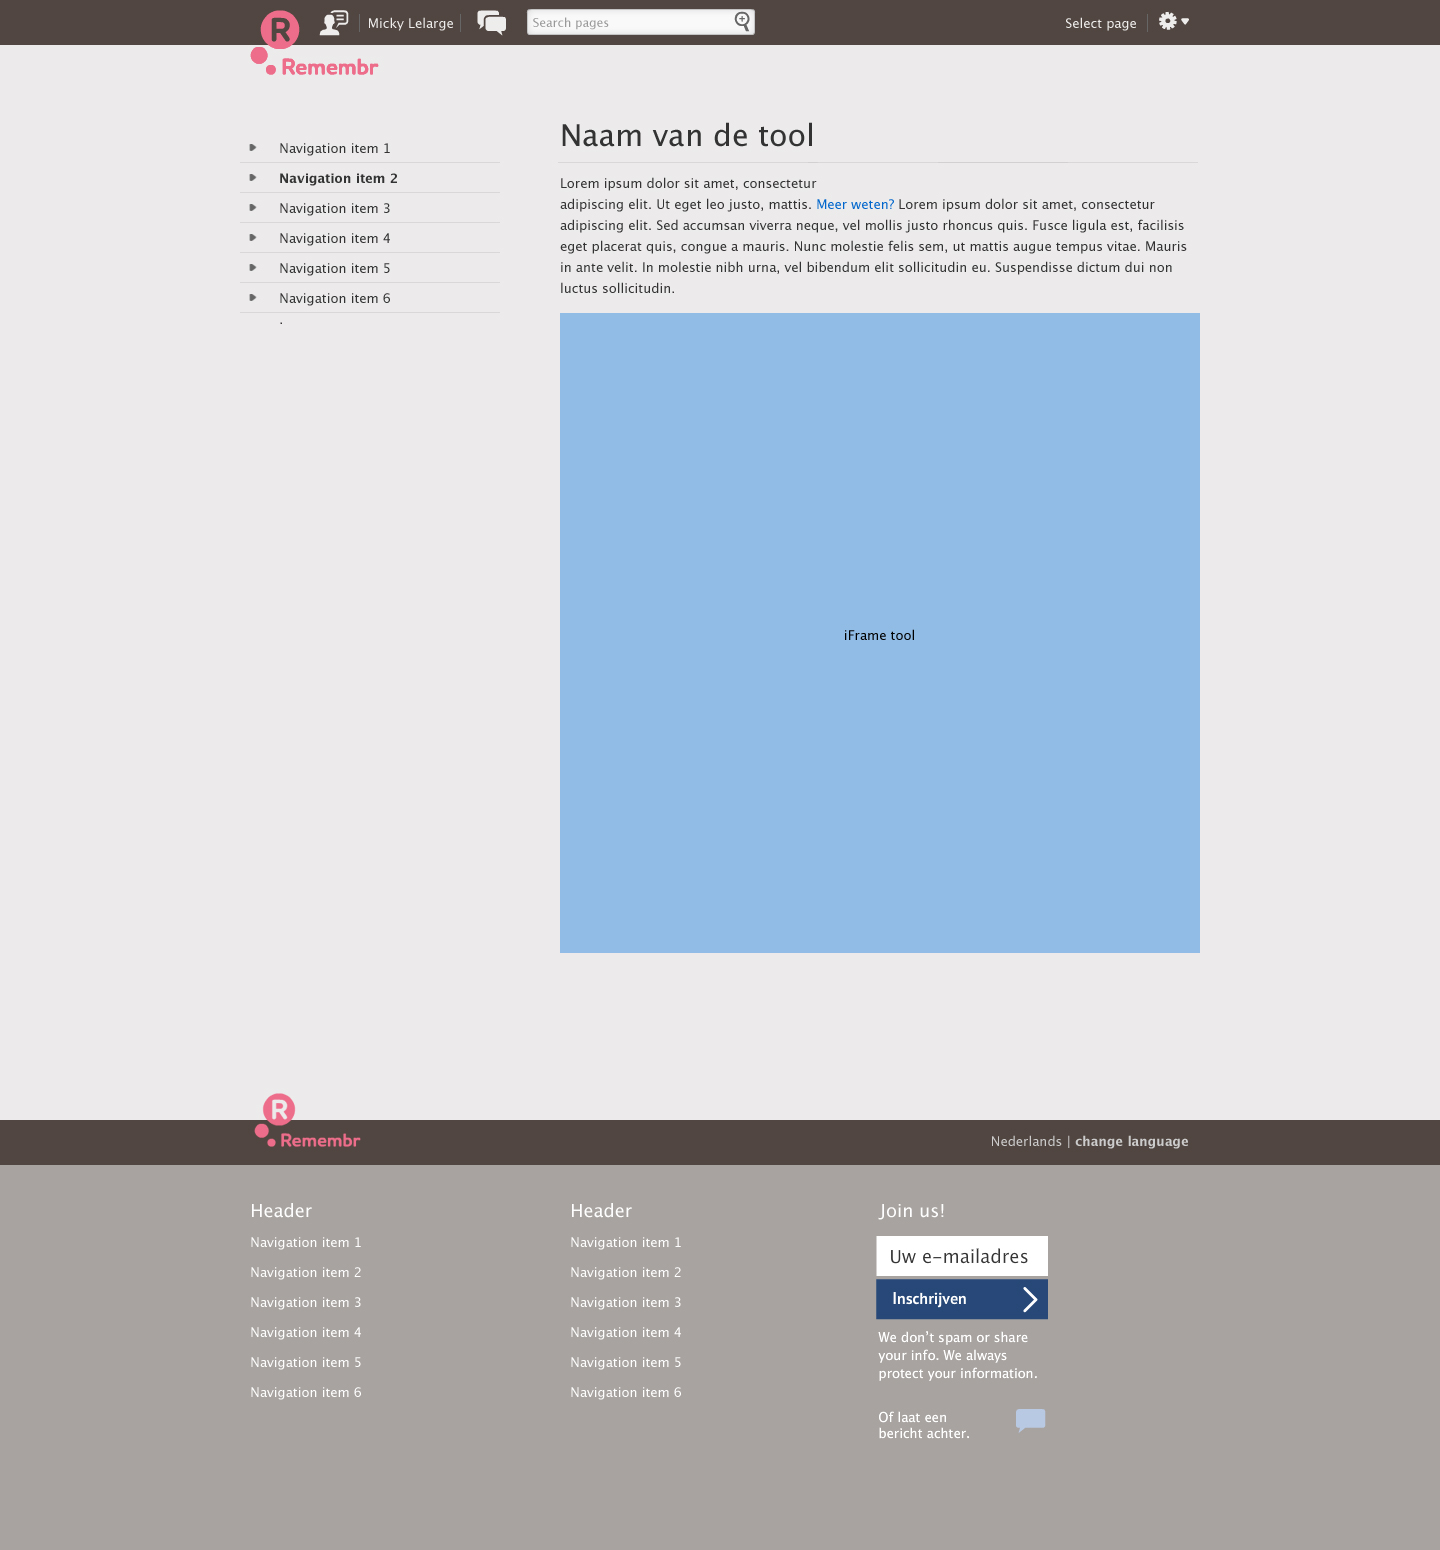 R
Remembr
Micky Lelarge
Search pages
Select page
Navigation item 1
Navigation item 2
Navigation item 3
Navigation item 4
Navigation item 5
Navigation item 6
.
Naam van de tool
Lorem ipsum dolor sit amet, consectetur
adipiscing elit. Ut eget leo justo, mattis. Meer weten? Lorem ipsum dolor sit amet, consectetur
adipiscing elit. Sed accumsan viverra neque, vel mollis justo rhoncus quis. Fusce ligula est, facilisis
eget placerat quis, congue a mauris. Nunc molestie felis sem, ut mattis augue tempus vitae. Mauris
in ante velit. In molestie nibh urna, vel bibendum elit sollicitudin eu. Suspendisse dictum dui non
luctus sollicitudin.
iFrame tool
R
Remembr
Nederlands | change language
Header
Navigation item 1
Navigation item 2
Navigation item 3
Navigation item 4
Navigation item 5
Navigation item 6
Header
Navigation item 1
Navigation item 2
Navigation item 3
Navigation item 4
Navigation item 5
Navigation item 6
Join us!
Uw e-mailadres
Inschrijven
We don't spam or share
your info. We always
protect your information.
Of laat een
bericht achter.